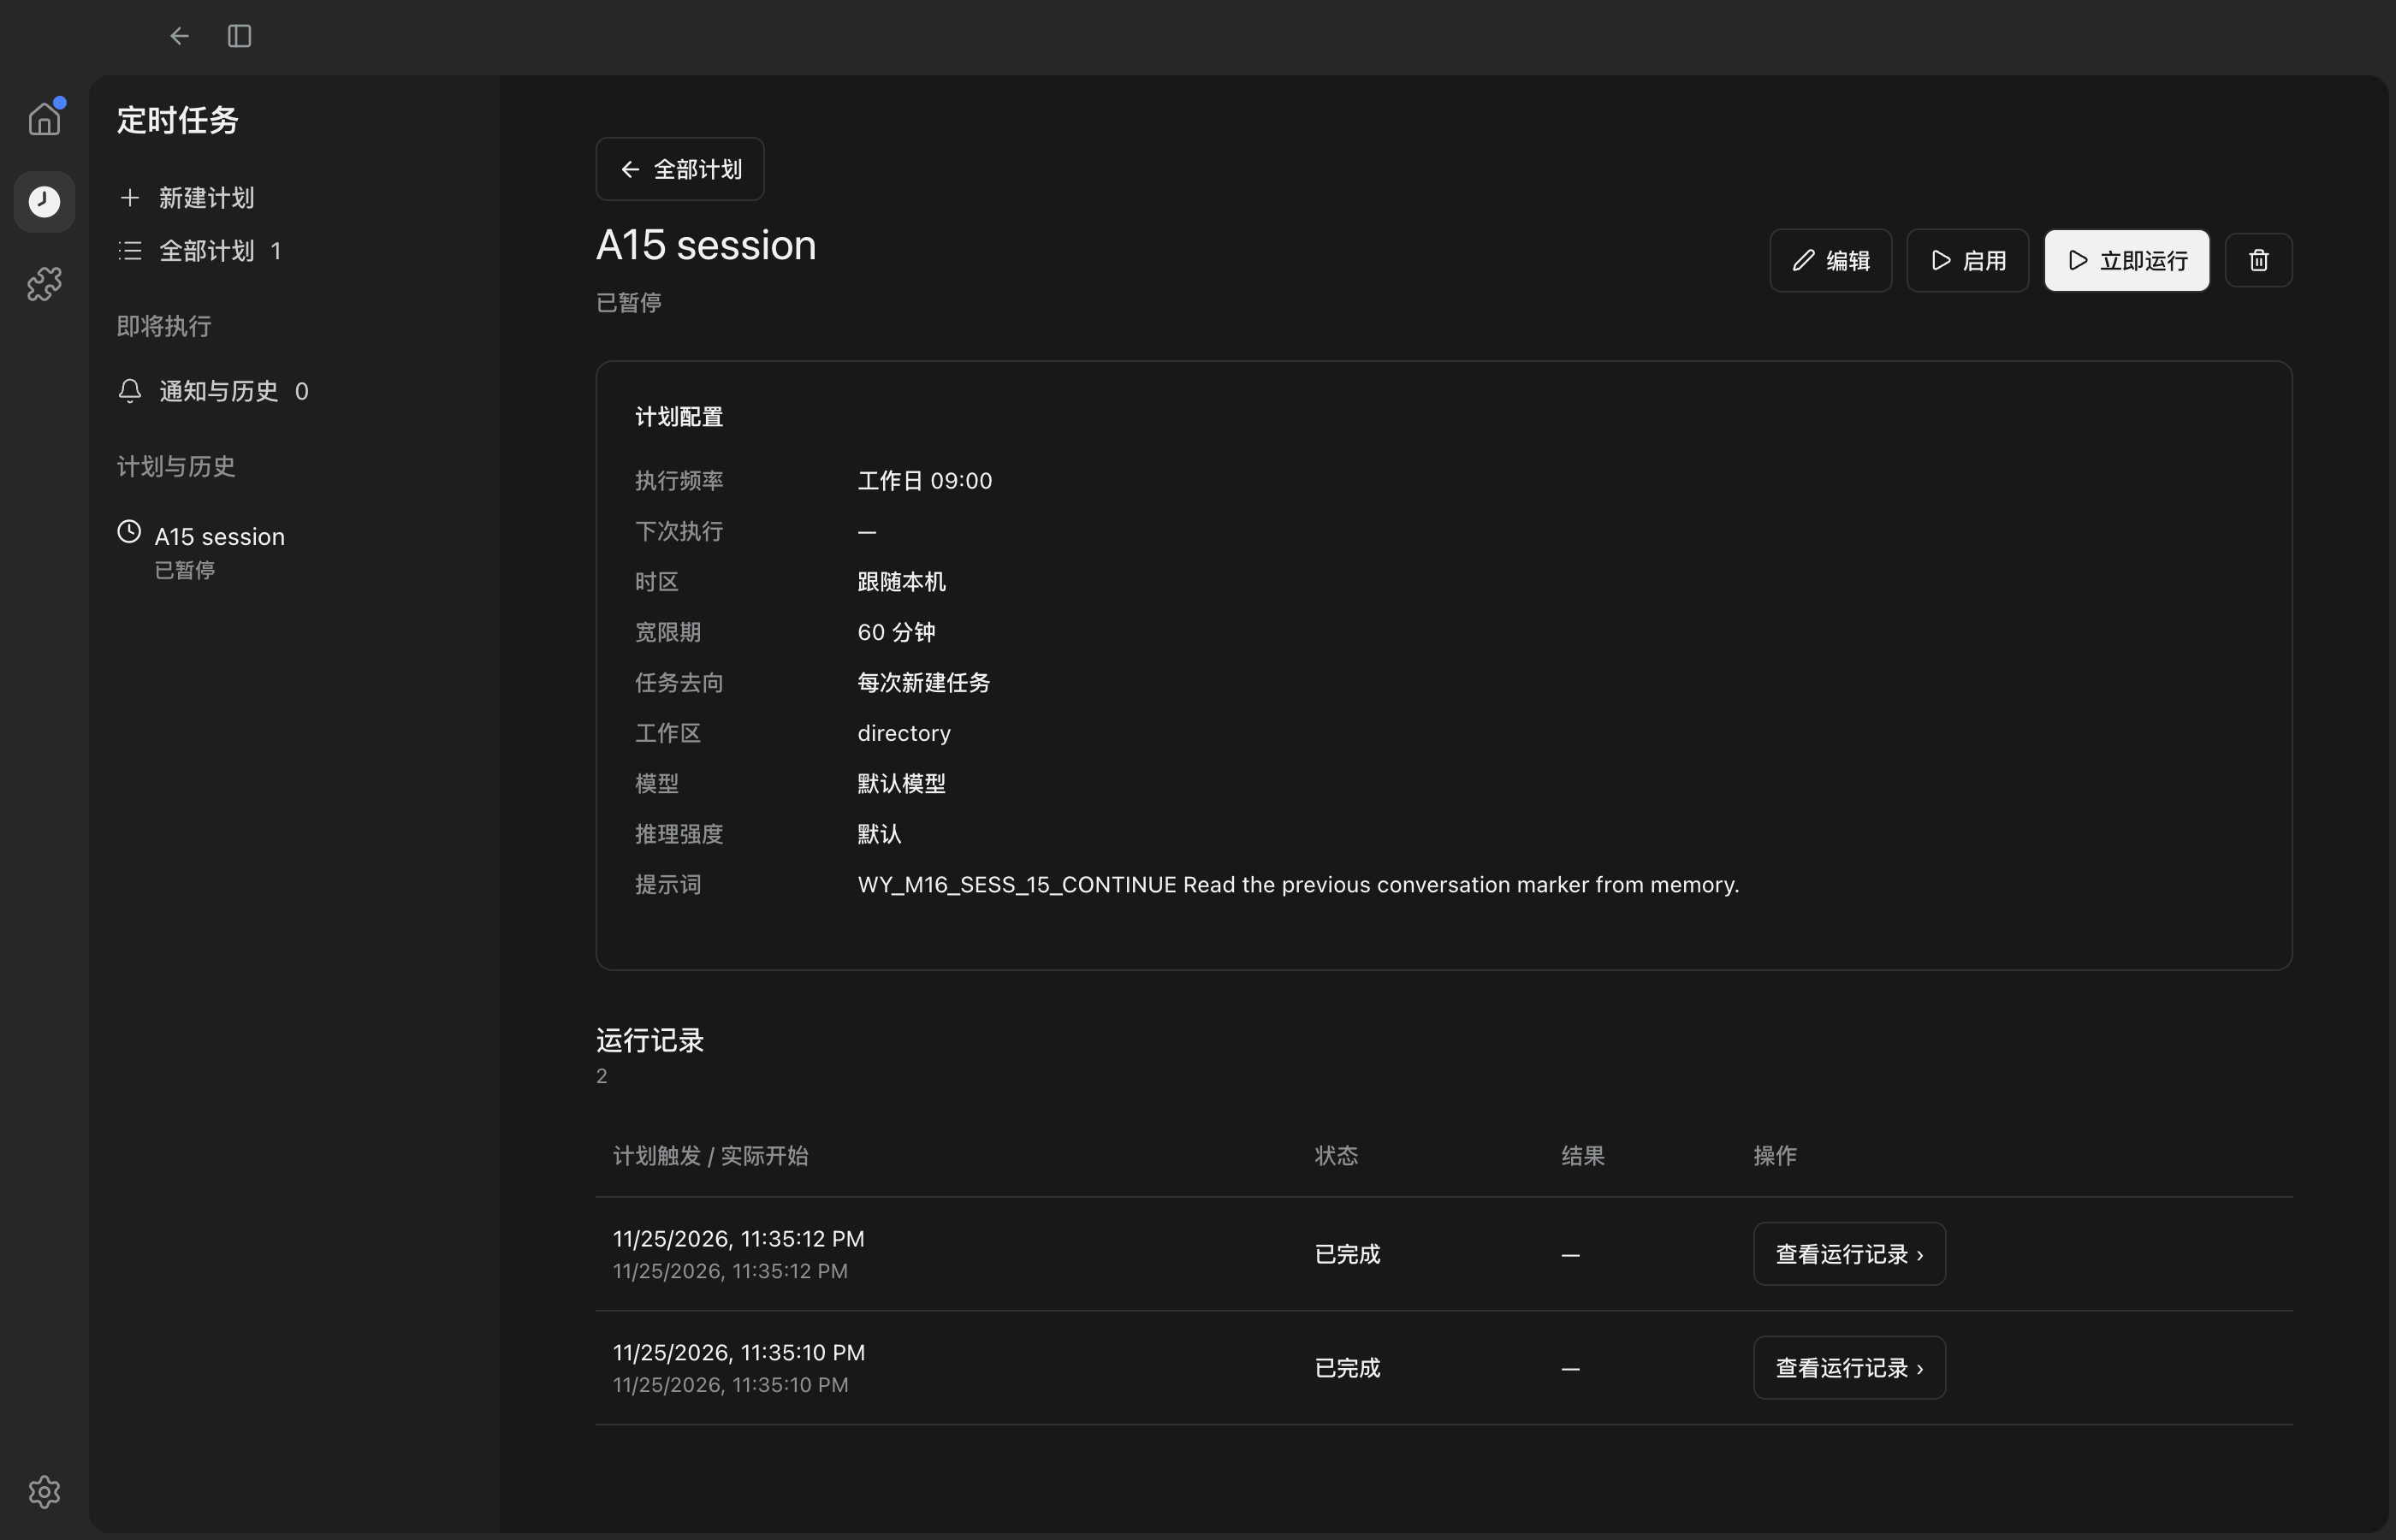 定时任务
新建计划
全部计划 1
即将执行
通知与历史 0
计划与历史
A15 session
已暂停
全部计划
A15 session
已暂停
编辑
启用
立即运行
计划配置
执行频率 工作日 09:00
下次执行 —
时区 跟随本机
宽限期 60 分钟
任务去向 每次新建任务
工作区 directory
模型 默认模型
推理强度 默认
提示词 WY_M16_SESS_15_CONTINUE Read the previous conversation marker from memory.
运行记录
2
计划触发 / 实际开始 状态 结果 操作
11/25/2026, 11:35:12 PM
11/25/2026, 11:35:12 PM
已完成 — 查看运行记录 ›
11/25/2026, 11:35:10 PM
11/25/2026, 11:35:10 PM
已完成 — 查看运行记录 ›